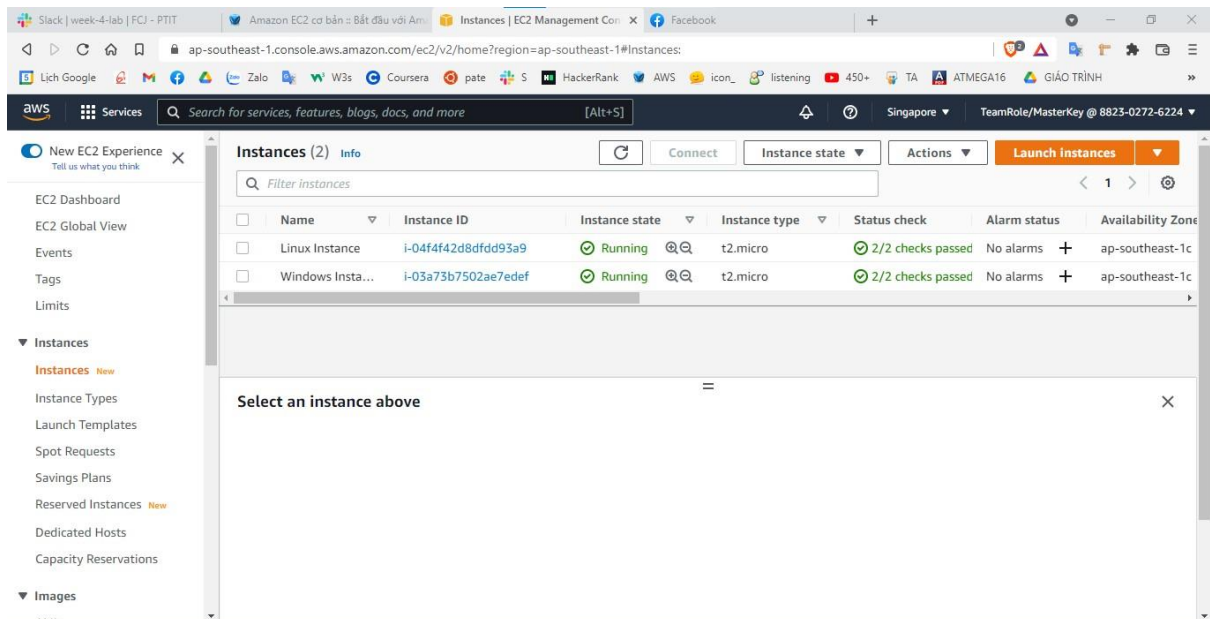 Slack | week-4-lab | FCJ - PTIT
Amazon EC2 cơ bản :: Bắt đầu với Am
Instances | EC2 Management Con
Facebook
ap-southeast-1.console.aws.amazon.com/ec2/v2/home?region=ap-southeast-1#Instances:
Lịch Google
Zalo
W3s
Coursera
pate
S
HackerRank
AWS
icon_
listening
450+
TA
ATMEGA16
GIÁO TRÌNH
»
aws
Services
Search for services, features, blogs, docs, and more
[Alt+S]
Singapore ▼
TeamRole/MasterKey @ 8823-0272-6224 ▼
New EC2 Experience
Tell us what you think
EC2 Dashboard
EC2 Global View
Events
Tags
Limits
▼ Instances
Instances New
Instance Types
Launch Templates
Spot Requests
Savings Plans
Reserved Instances New
Dedicated Hosts
Capacity Reservations
▼ Images
Instances (2) Info
Connect
Instance state ▼
Actions ▼
Launch instances
Filter instances
< 1 >
Name Instance ID Instance state Instance type Status check Alarm status Availability Zone
Linux Instance i-04f4f42d8dfdd93a9 Running t2.micro 2/2 checks passed No alarms + ap-southeast-1c
Windows Insta... i-03a73b7502ae7edef Running t2.micro 2/2 checks passed No alarms + ap-southeast-1c
Select an instance above